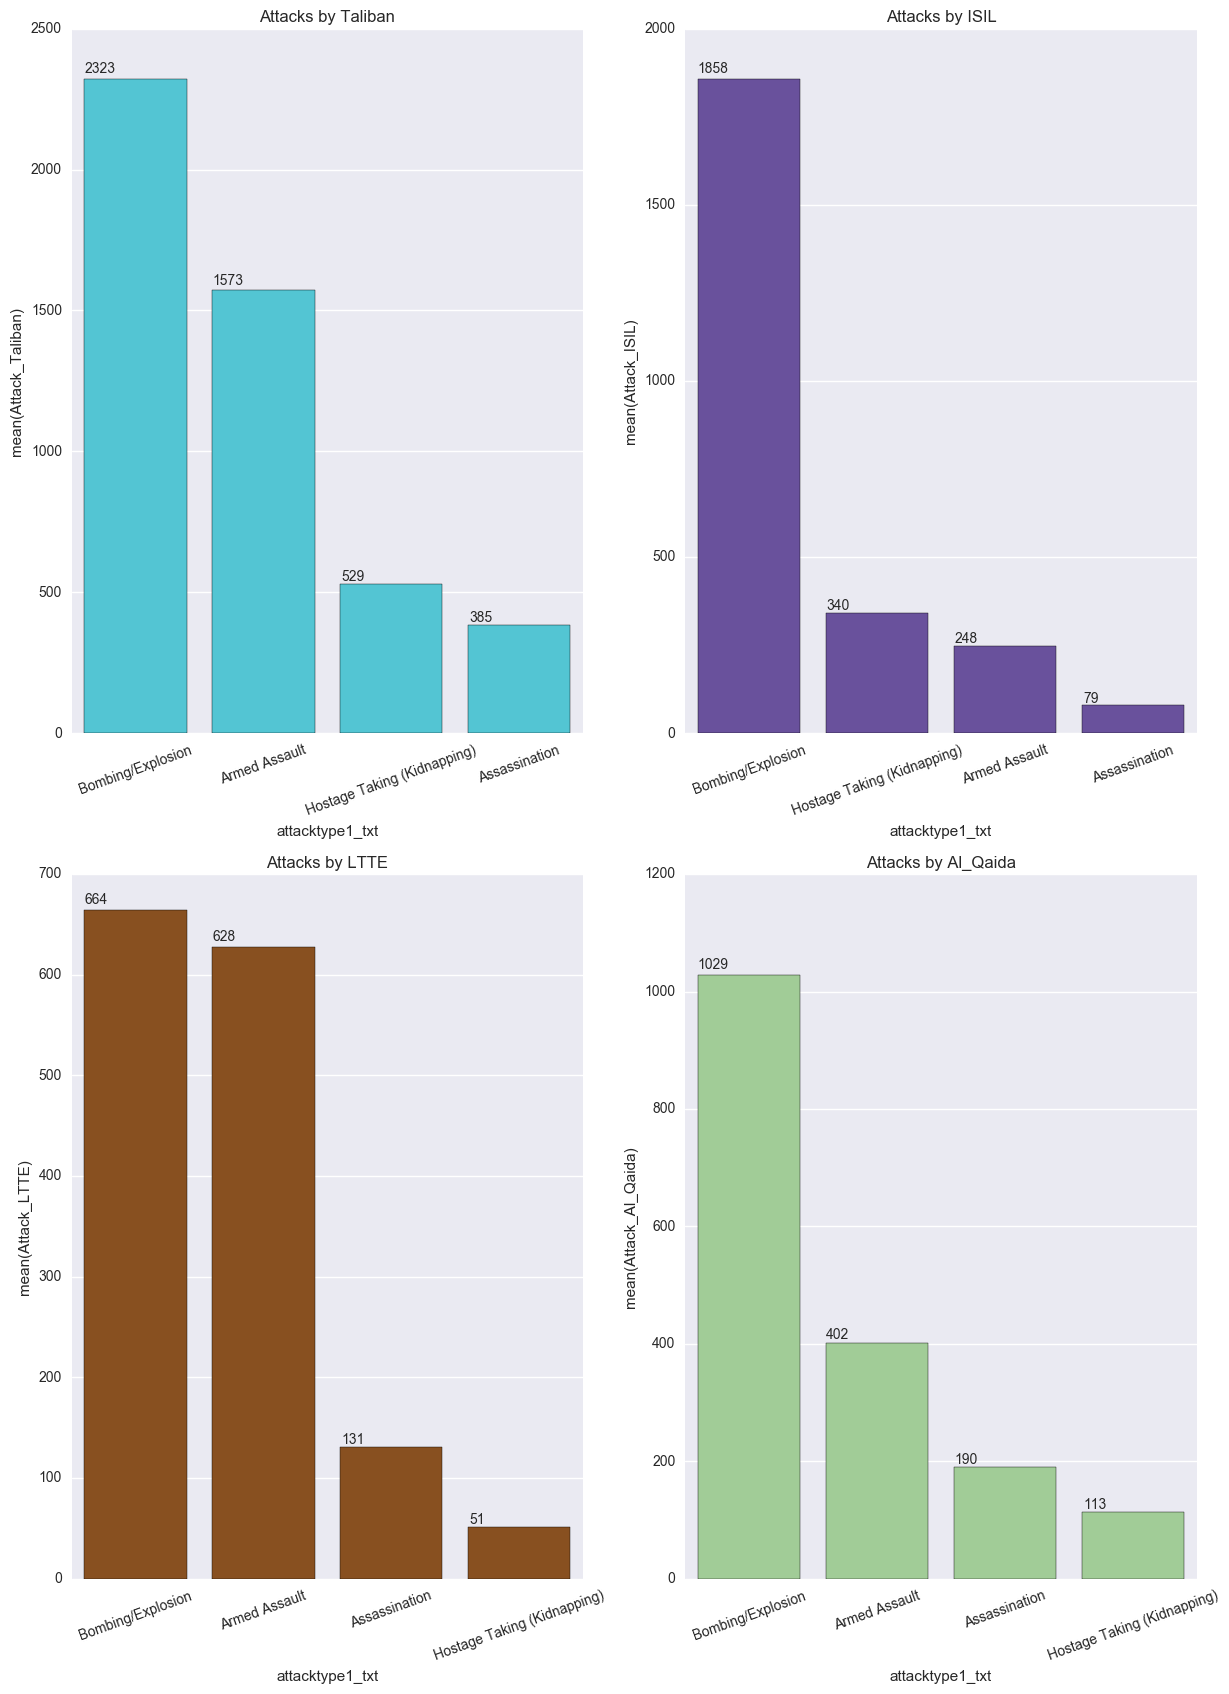 Attacks by Taliban
2500
2000
1500
1000
500
0
mean(Attack_Taliban)
2323
1573
529
385
Bombing/Explosion
Armed Assault
Hostage Taking (Kidnapping)
Assassination
attacktype1_txt
Attacks by ISIL
2000
1500
1000
500
0
mean(Attack_ISIL)
1858
340
248
79
Bombing/Explosion
Hostage Taking (Kidnapping)
Armed Assault
Assassination
attacktype1_txt
Attacks by LTTE
700
600
500
400
300
200
100
0
mean(Attack_LTTE)
664
628
131
51
Bombing/Explosion
Armed Assault
Assassination
Hostage Taking (Kidnapping)
attacktype1_txt
Attacks by Al_Qaida
1200
1000
800
600
400
200
0
mean(Attack_Al_Qaida)
1029
402
190
113
Bombing/Explosion
Armed Assault
Assassination
Hostage Taking (Kidnapping)
attacktype1_txt